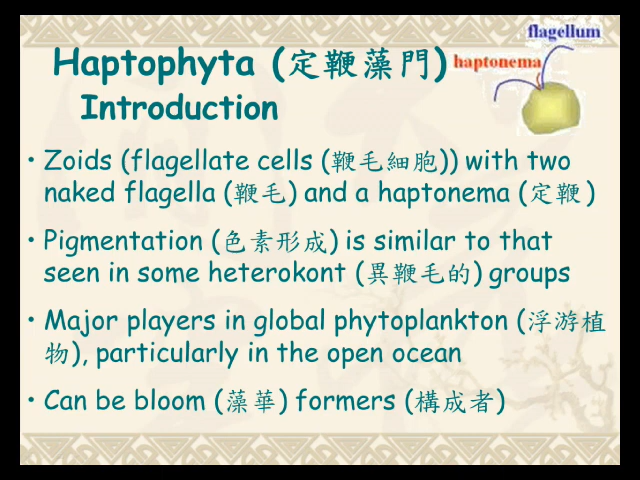 flagellum
Haptophyta (定鞭藻門)
haptonema
Introduction
• Zoids (flagellate cells (鞭毛細胞)) with two
naked flagella (鞭毛) and a haptonema (定鞭)
• Pigmentation (色素形成) is similar to that
seen in some heterokont (異鞭毛的) groups
• Major players in global phytoplankton (浮游植
物), particularly in the open ocean
• Can be bloom (藻華) formers (構成者)